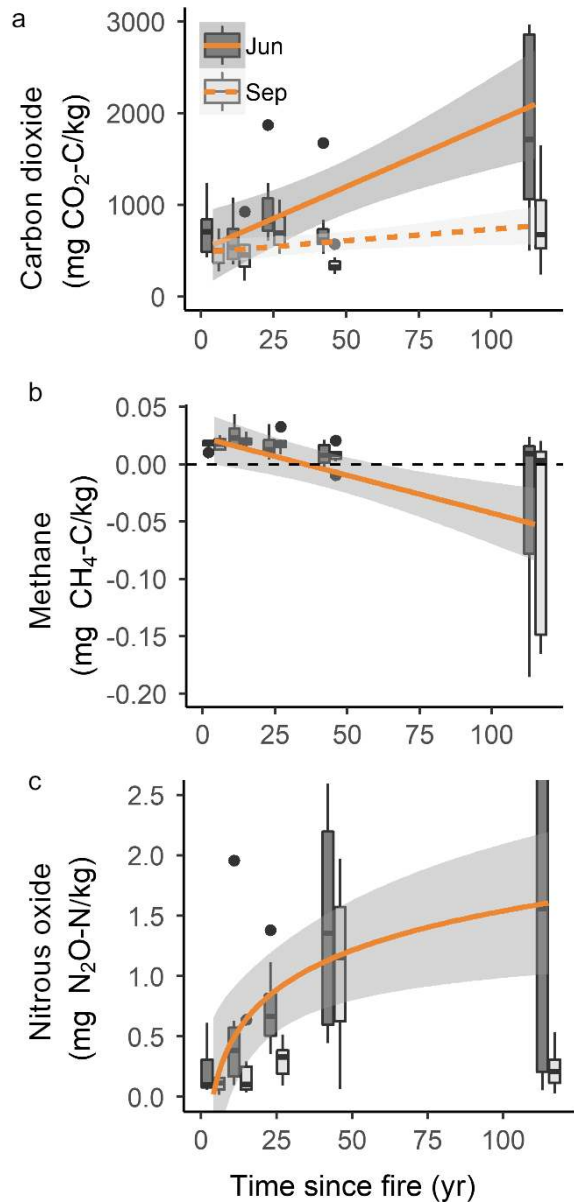 a
Carbon dioxide
(mg CO₂-C/kg)
3000
2000
1000
0
Jun
Sep
0 25 50 75 100
b
Methane
(mg CH₄-C/kg)
0.05
0.00
-0.05
-0.10
-0.15
-0.20
0 25 50 75 100
c
Nitrous oxide
(mg N₂O-N/kg)
2.5
2.0
1.5
1.0
0.5
0.0
0 25 50 75 100
Time since fire (yr)